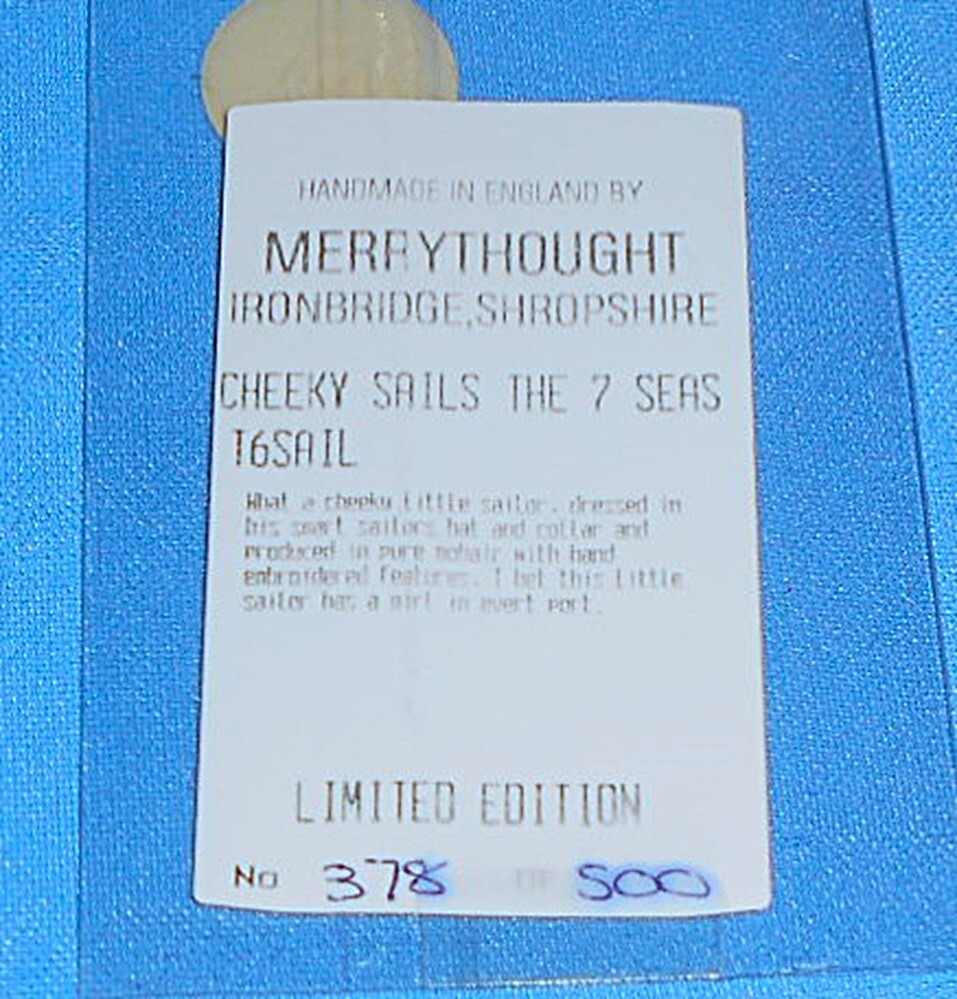 HANDMADE IN ENGLAND BY
MERRYTHOUGHT
IRONBRIDGE,SHROPSHIRE
CHEEKY SAILS THE 7 SEAS
T6SAIL
What a cheeky little sailor, dressed in
his smart sailors hat and collar and
produced in pure mohair with hand
embroidered features. I bet this little
sailor has a girl in evert port.
LIMITED EDITION
No 378 OF 500